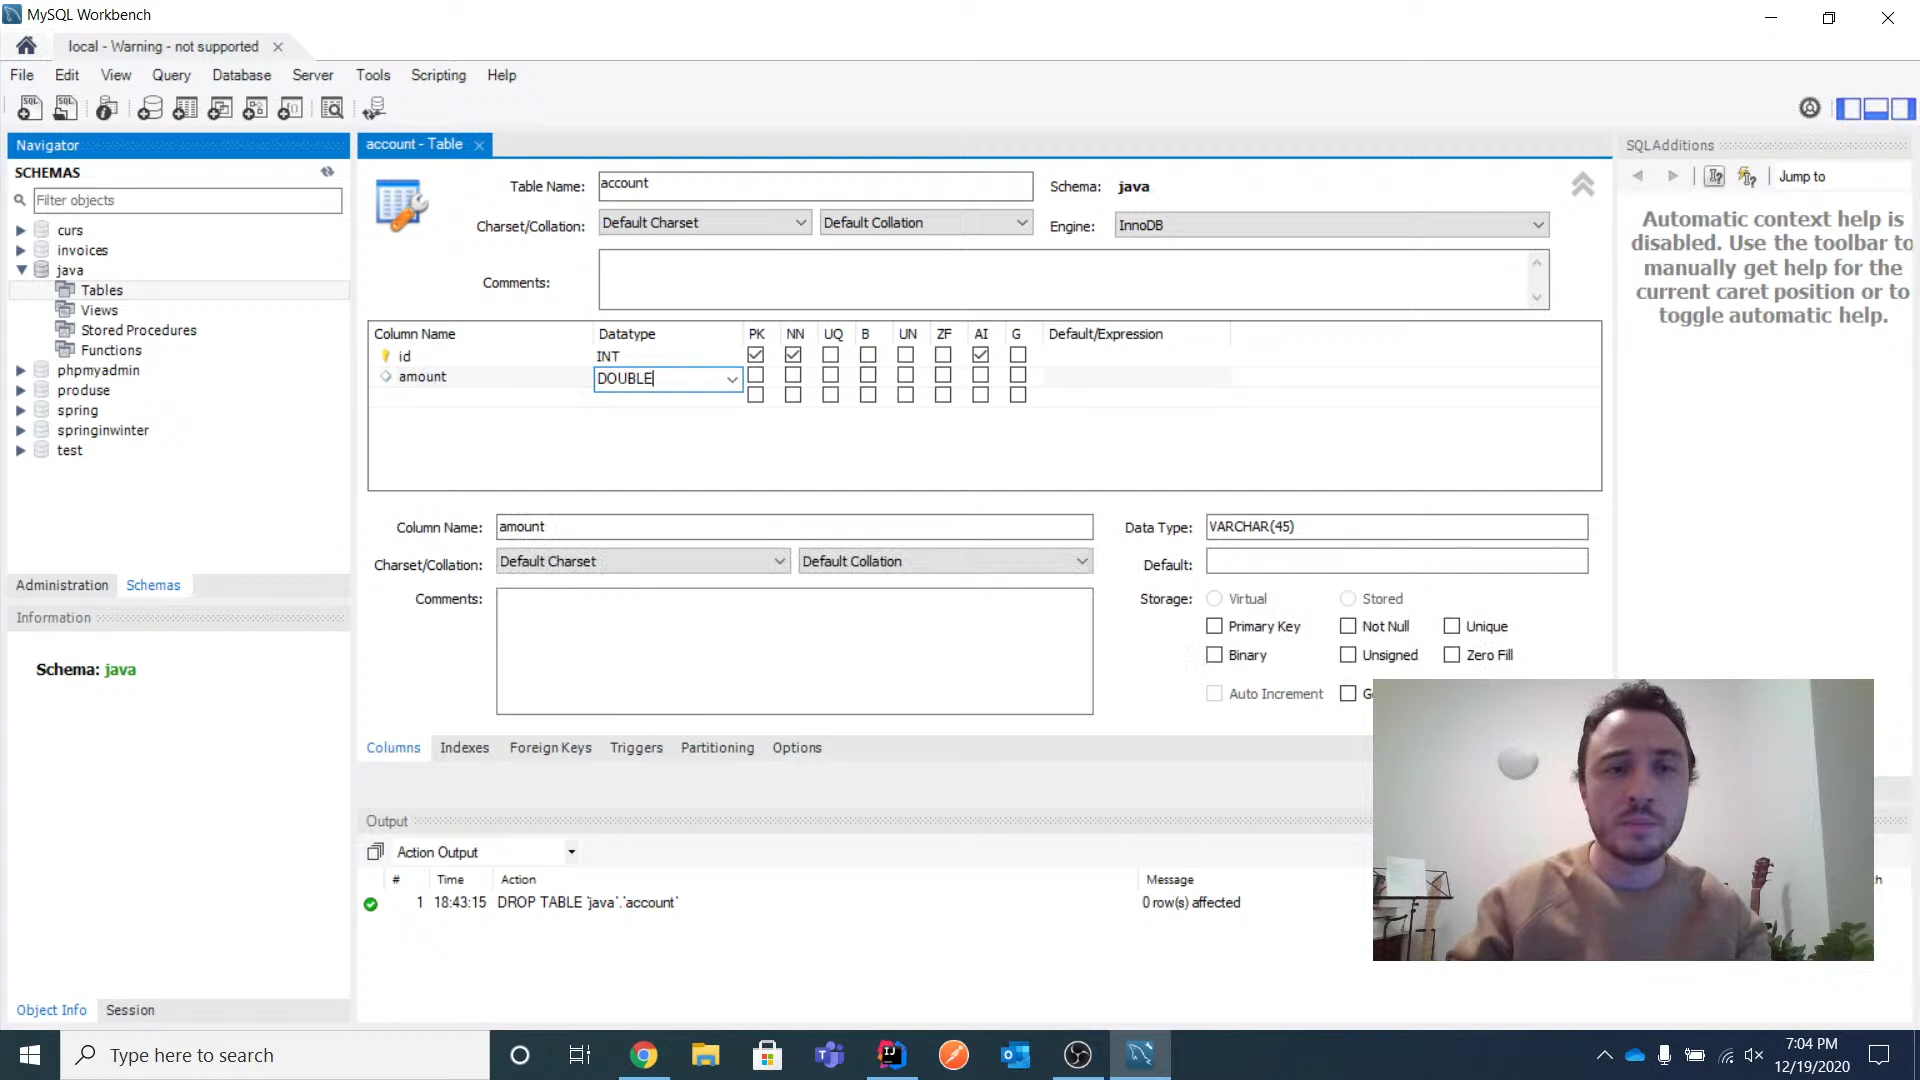 MySQL Workbench
local - Warning - not supported
File Edit View Query Database Server Tools Scripting Help
Navigator
SCHEMAS
Filter objects
curs
invoices
java
Tables
Views
Stored Procedures
Functions
phpmyadmin
produse
spring
springinwinter
test
Administration Schemas
Information
Schema: java
Object Info Session
account - Table
Table Name: account Schema: java
Charset/Collation: Default Charset Default Collation Engine: InnoDB
Comments:
Column Name Datatype PK NN UQ B UN ZF AI G Default/Expression
id INT
amount DOUBLE
Column Name: amount Data Type: VARCHAR(45)
Charset/Collation: Default Charset Default Collation Default:
Comments: Storage: Virtual Stored
Primary Key Not Null Unique
Binary Unsigned Zero Fill
Auto Increment
Columns Indexes Foreign Keys Triggers Partitioning Options
Output
Action Output
# Time Action Message
1 18:43:15 DROP TABLE `java`.`account` 0 row(s) affected
SQLAdditions
Jump to
Automatic context help is
disabled. Use the toolbar to
manually get help for the
current caret position or to
toggle automatic help.
Type here to search
7:04 PM
12/19/2020